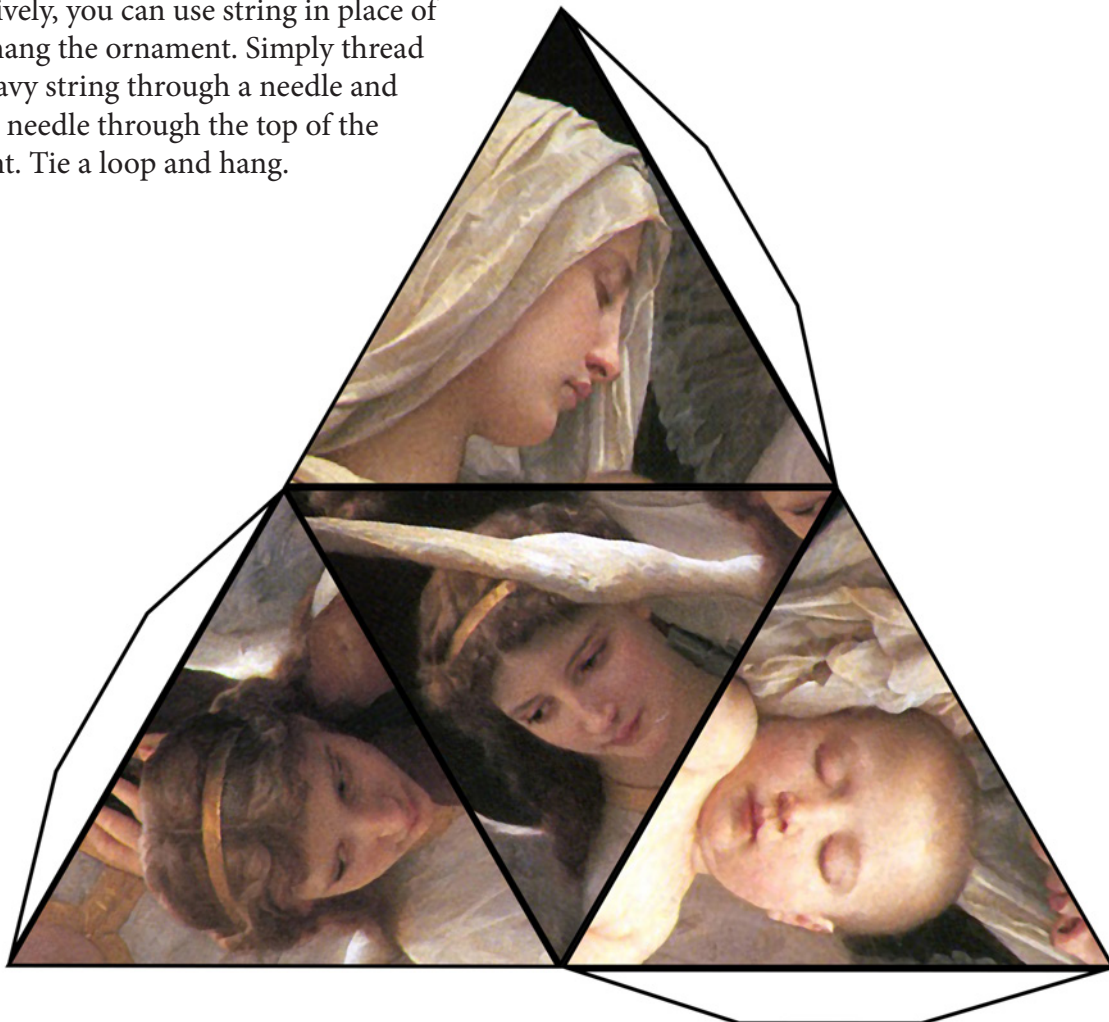 ively, you can use string in place of
hang the ornament. Simply thread
avy string through a needle and
needle through the top of the
nt. Tie a loop and hang.